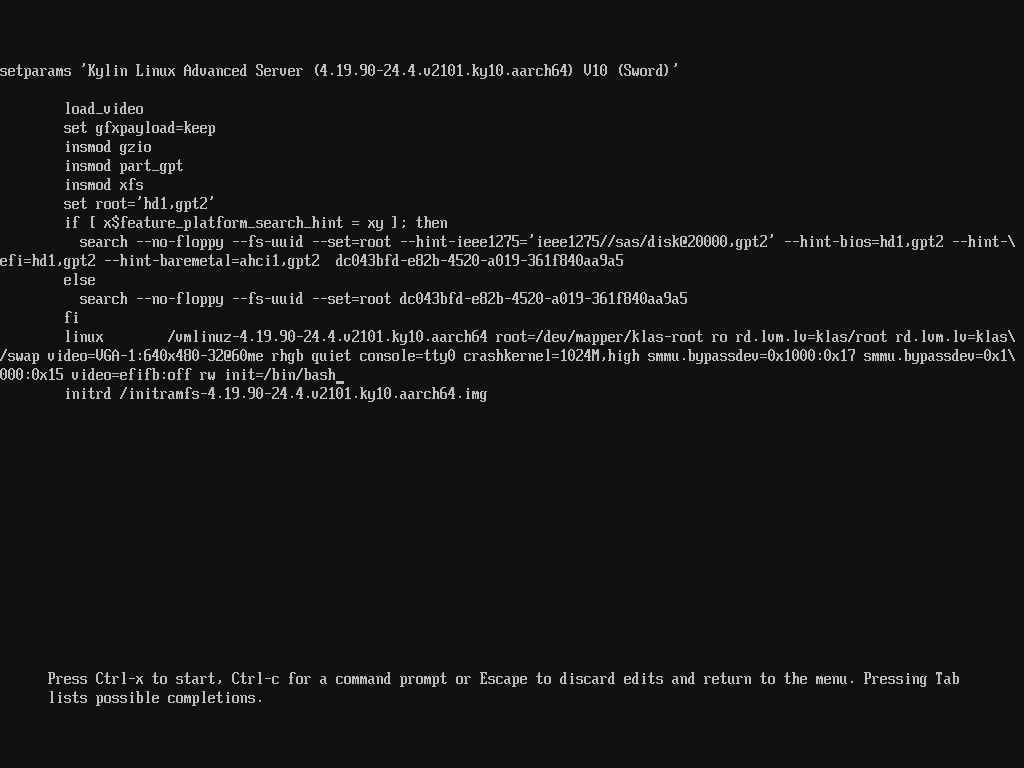 setparams 'Kylin Linux Advanced Server (4.19.90-24.4.v2101.ky10.aarch64) V10 (Sword)'
load_video
set gfxpayload=keep
insmod gzio
insmod part_gpt
insmod xfs
set root='hd1,gpt2'
if [ x$feature_platform_search_hint = xy ]; then
search --no-floppy --fs-uuid --set=root --hint-ieee1275='ieee1275//sas/disk@20000,gpt2' --hint-bios=hd1,gpt2 --hint-\
efi=hd1,gpt2 --hint-baremetal=ahci1,gpt2  dc043bfd-e82b-4520-a019-361f840aa9a5
else
search --no-floppy --fs-uuid --set=root dc043bfd-e82b-4520-a019-361f840aa9a5
fi
linux        /vmlinuz-4.19.90-24.4.v2101.ky10.aarch64 root=/dev/mapper/klas-root ro rd.lvm.lv=klas/root rd.lvm.lv=klas\
/swap video=VGA-1:640x480-32@60me rhgb quiet console=tty0 crashkernel=1024M,high smmu.bypassdev=0x1000:0x17 smmu.bypassdev=0x1\
000:0x15 video=efifb:off rw init=/bin/bash_
initrd /initramfs-4.19.90-24.4.v2101.ky10.aarch64.img
Press Ctrl-x to start, Ctrl-c for a command prompt or Escape to discard edits and return to the menu. Pressing Tab
lists possible completions.